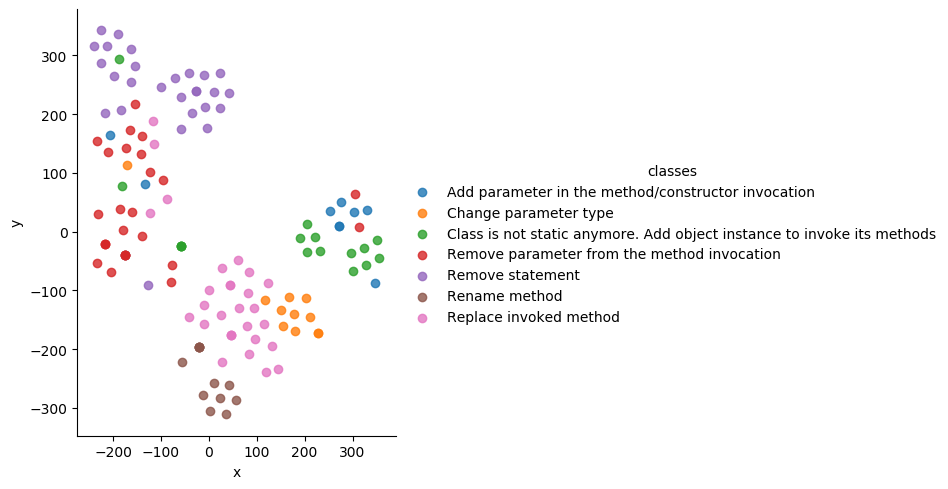 300
200
100
0
−100
−200
−300
y
−200
−100
0
100
200
300
x
classes
Add parameter in the method/constructor invocation
Change parameter type
Class is not static anymore. Add object instance to invoke its methods
Remove parameter from the method invocation
Remove statement
Rename method
Replace invoked method